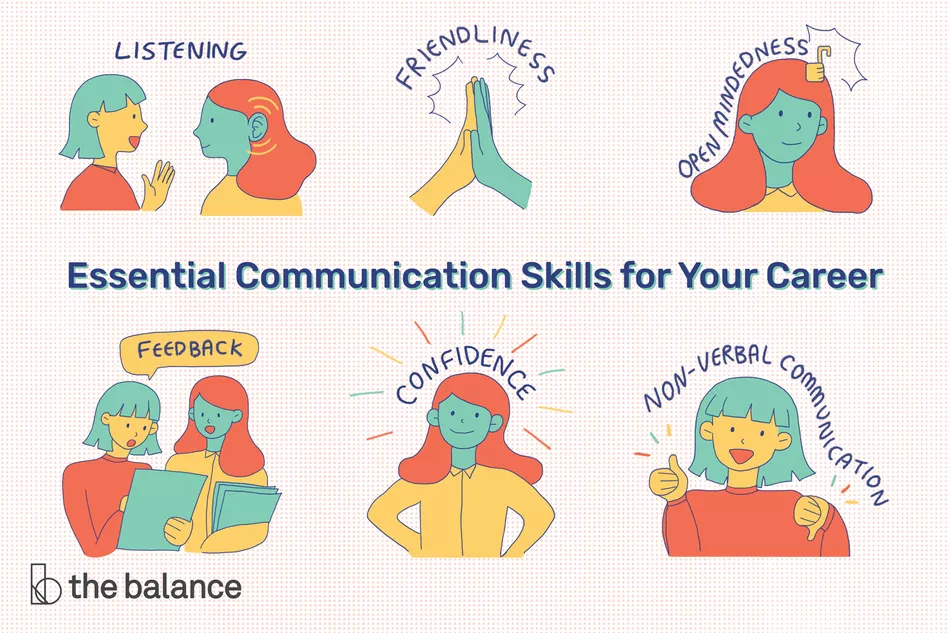 LISTENING
FRIENDLINESS
OPEN MINDEDNESS
Essential Communication Skills for Your Career
FEEDBACK
CONFIDENCE
NON-VERBAL COMMUNICATION
the balance